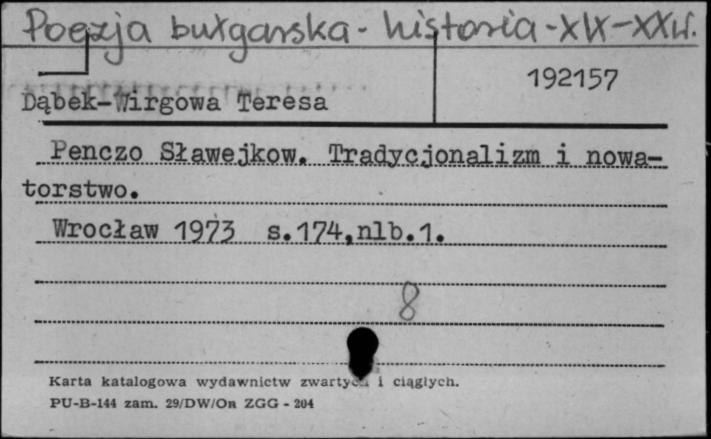 Poezja bułgarska - historia - XIX-XXw.
192157
Dąbek-Wirgowa Teresa
Penczo Sławejkow. Tradycjonalizm i nowa-
torstwo.
Wrocław 1973 s.174,nlb.1.
8
Karta katalogowa wydawnictw zwartych i ciągłych.
PU-B-144 zam. 29/DW/On ZGG - 204